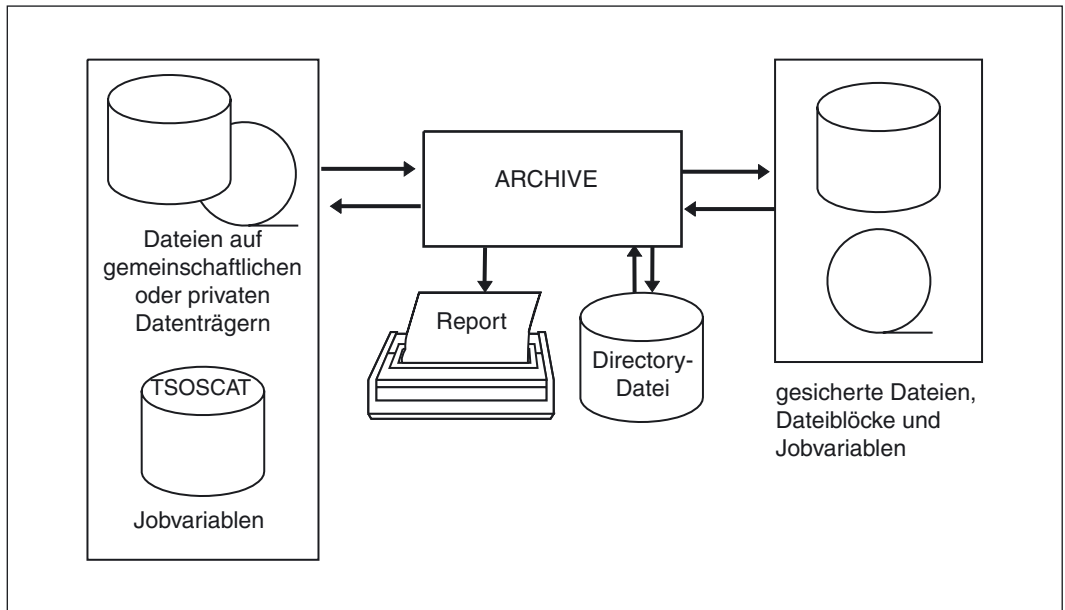 Dateien auf
gemeinschaftlichen
oder privaten
Datenträgern
TSOSCAT
Jobvariablen
ARCHIVE
Report
Directory-
Datei
gesicherte Dateien,
Dateiblöcke und
Jobvariablen